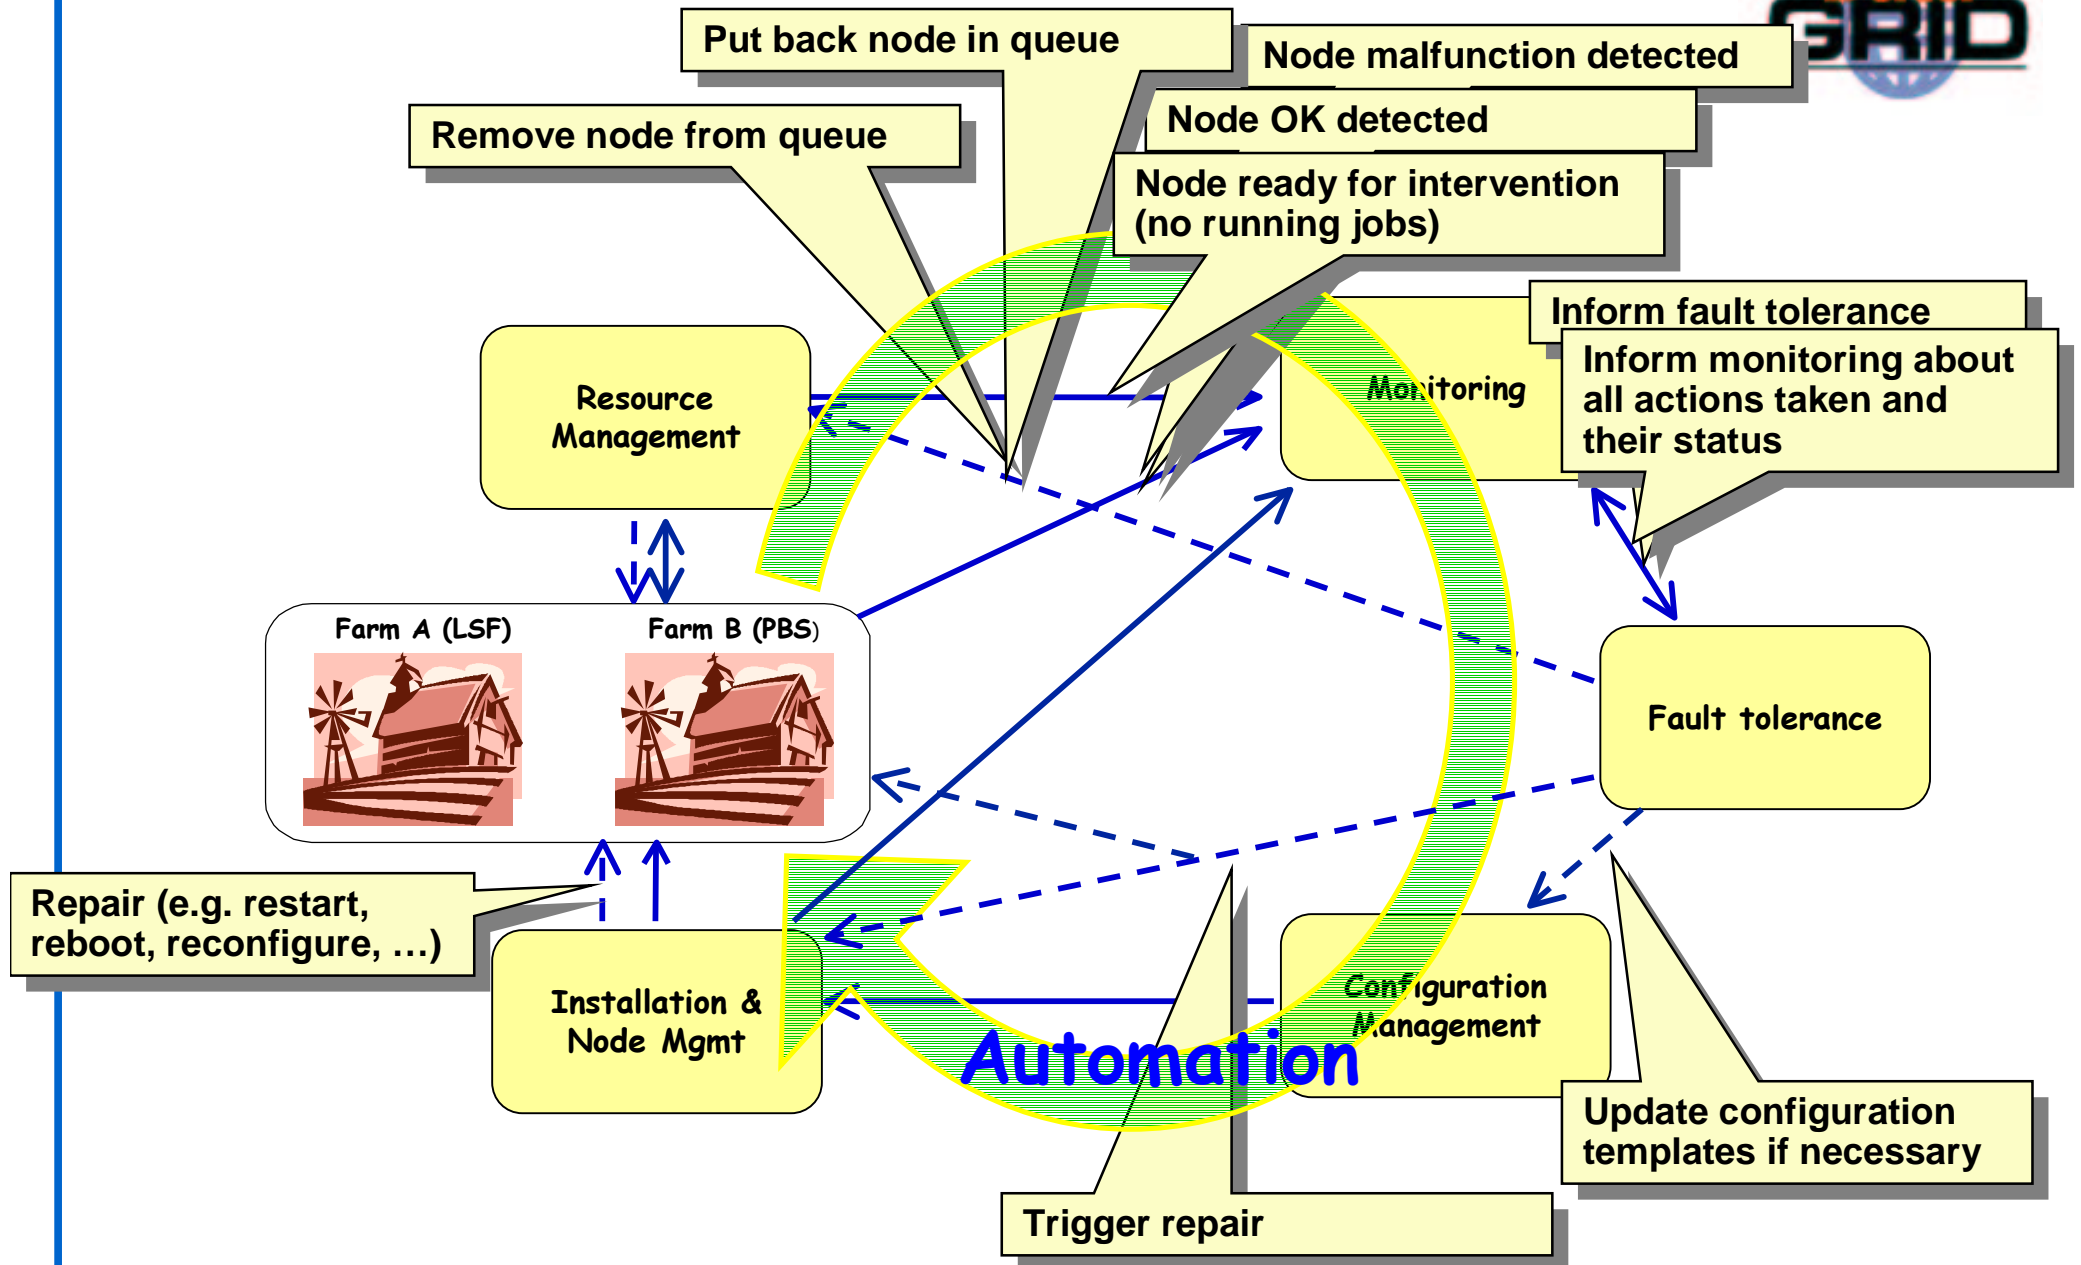 GRID
Put back node in queue
Node malfunction detected
Remove node from queue
Node OK detected
Node ready for intervention
(no running jobs)
Inform fault tolerance
Inform monitoring about
all actions taken and
their status
Resource
Management
Monitoring
Farm A (LSF)
Farm B (PBS)
Fault tolerance
Repair (e.g. restart,
reboot, reconfigure, …)
Installation &
Node Mgmt
Configuration
Management
Automation
Update configuration
templates if necessary
Trigger repair